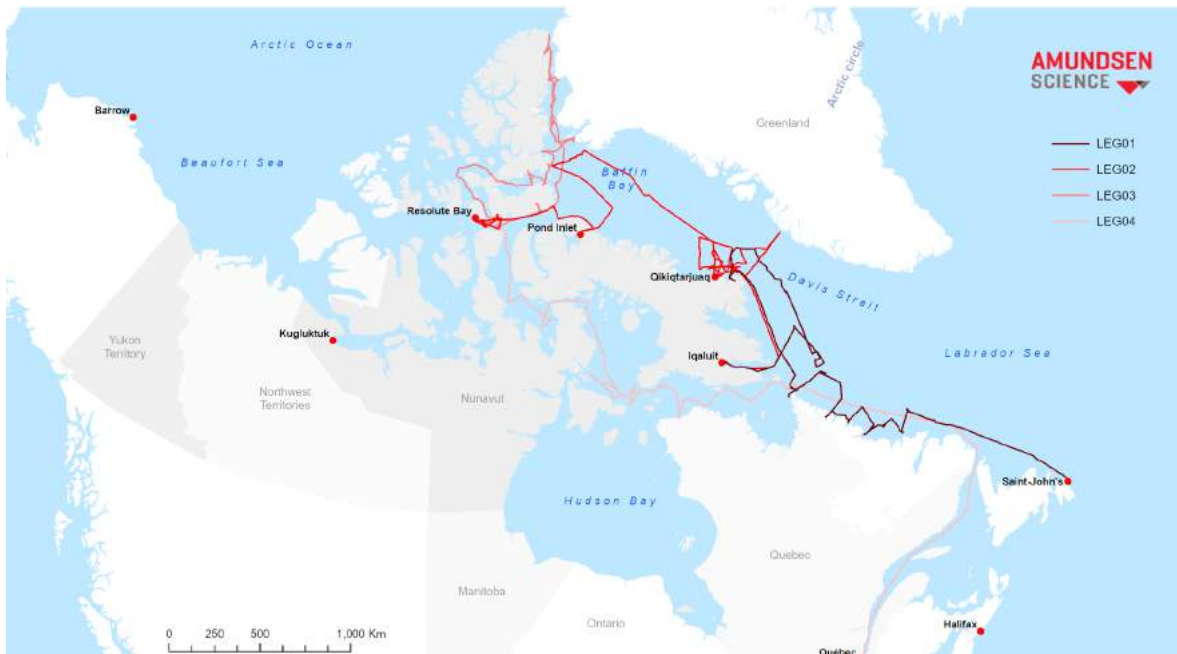 Arctic Ocean
AMUNDSEN
SCIENCE
Arctic circle
Barrow
Greenland
LEG01
Beaufort Sea
Baffin
Bay
LEG02
LEG03
Resolute Bay
LEG04
Pond Inlet
Qikiqtarjuaq
Davis Strait
Kugluktuk
Yukon
Territory
Iqaluit
Labrador Sea
Northwest
Territories
Nunavut
Saint-John's
Hudson Bay
Quebec
Manitoba
Ontario
Halifax
0 250 500 1,000 Km
Québec